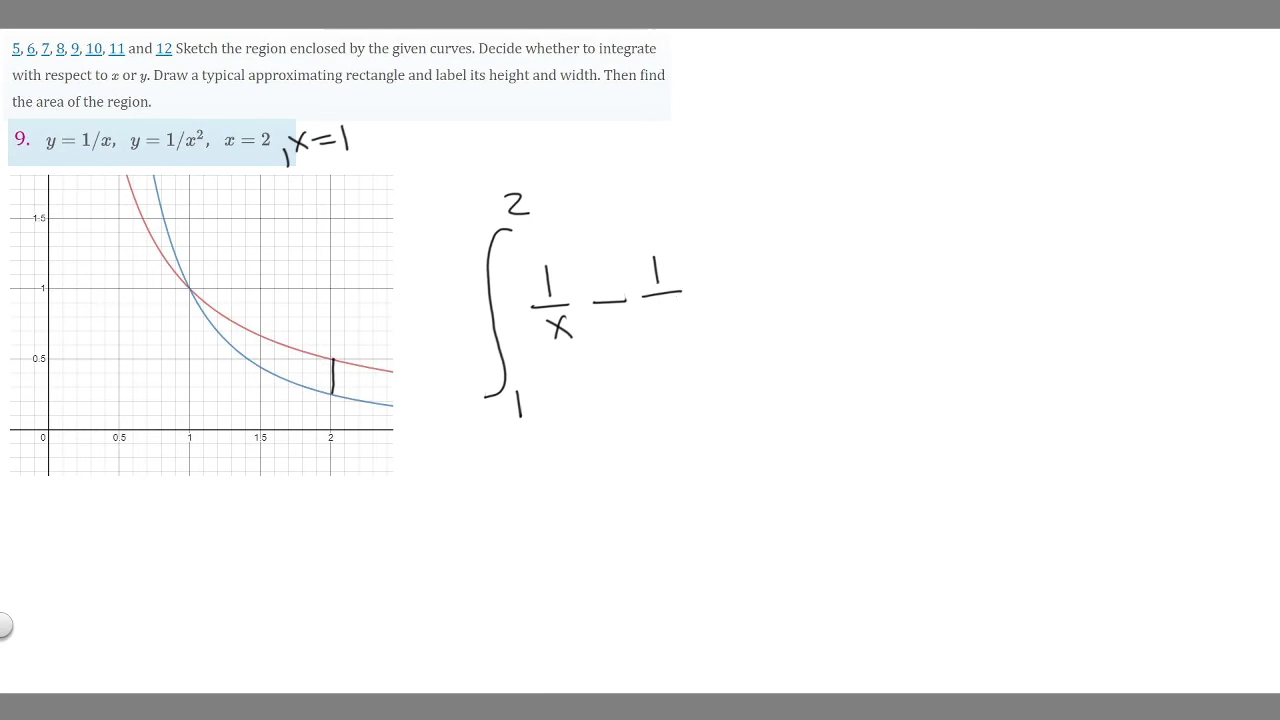 5, 6, 7, 8, 9, 10, 11 and 12 Sketch the region enclosed by the given curves. Decide whether to integrate
with respect to x or y. Draw a typical approximating rectangle and label its height and width. Then find
the area of the region.
9. y = 1/x, y = 1/x², x = 2 , x = 1
1.5
1
0.5
0 0.5 1 1.5 2
2
∫ 1/x − 1/
1